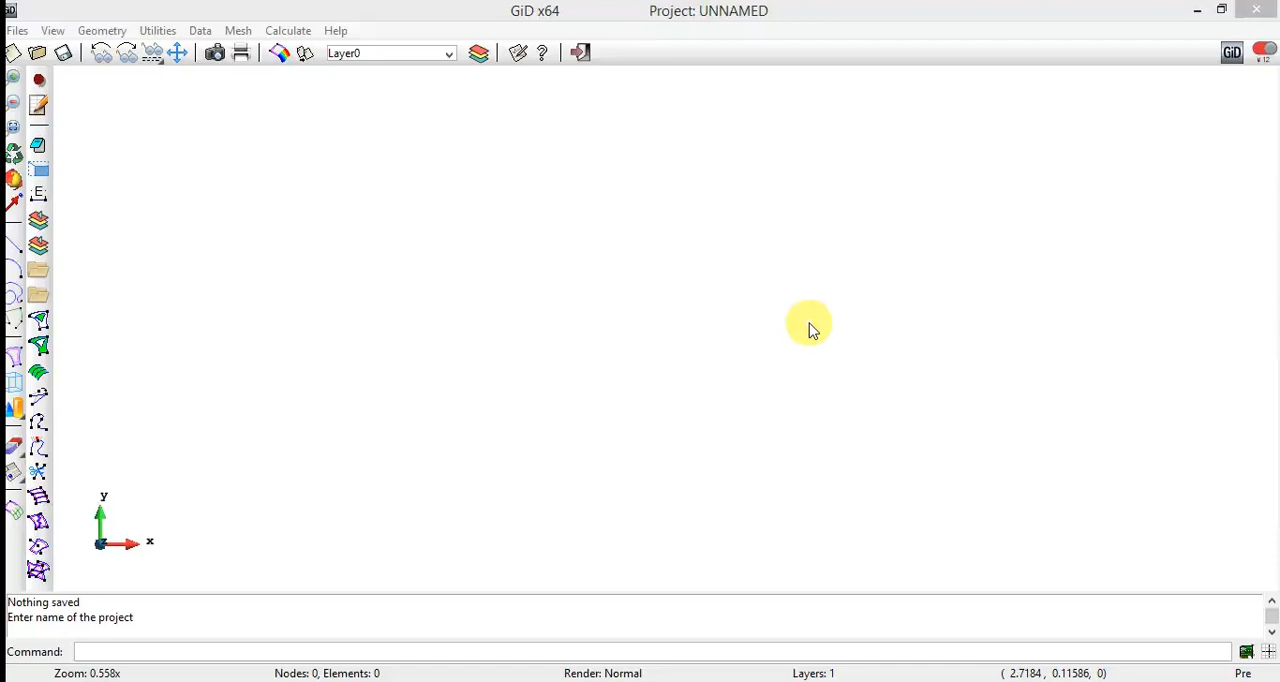 GiD x64 Project: UNNAMED
Files View Geometry Utilities Data Mesh Calculate Help
Layer0
GiD
v 12
E
y
z
x
Nothing saved
Enter name of the project
Command:
Zoom: 0.558x Nodes: 0, Elements: 0 Render: Normal Layers: 1 ( 2.7184, 0.11586, 0) Pre